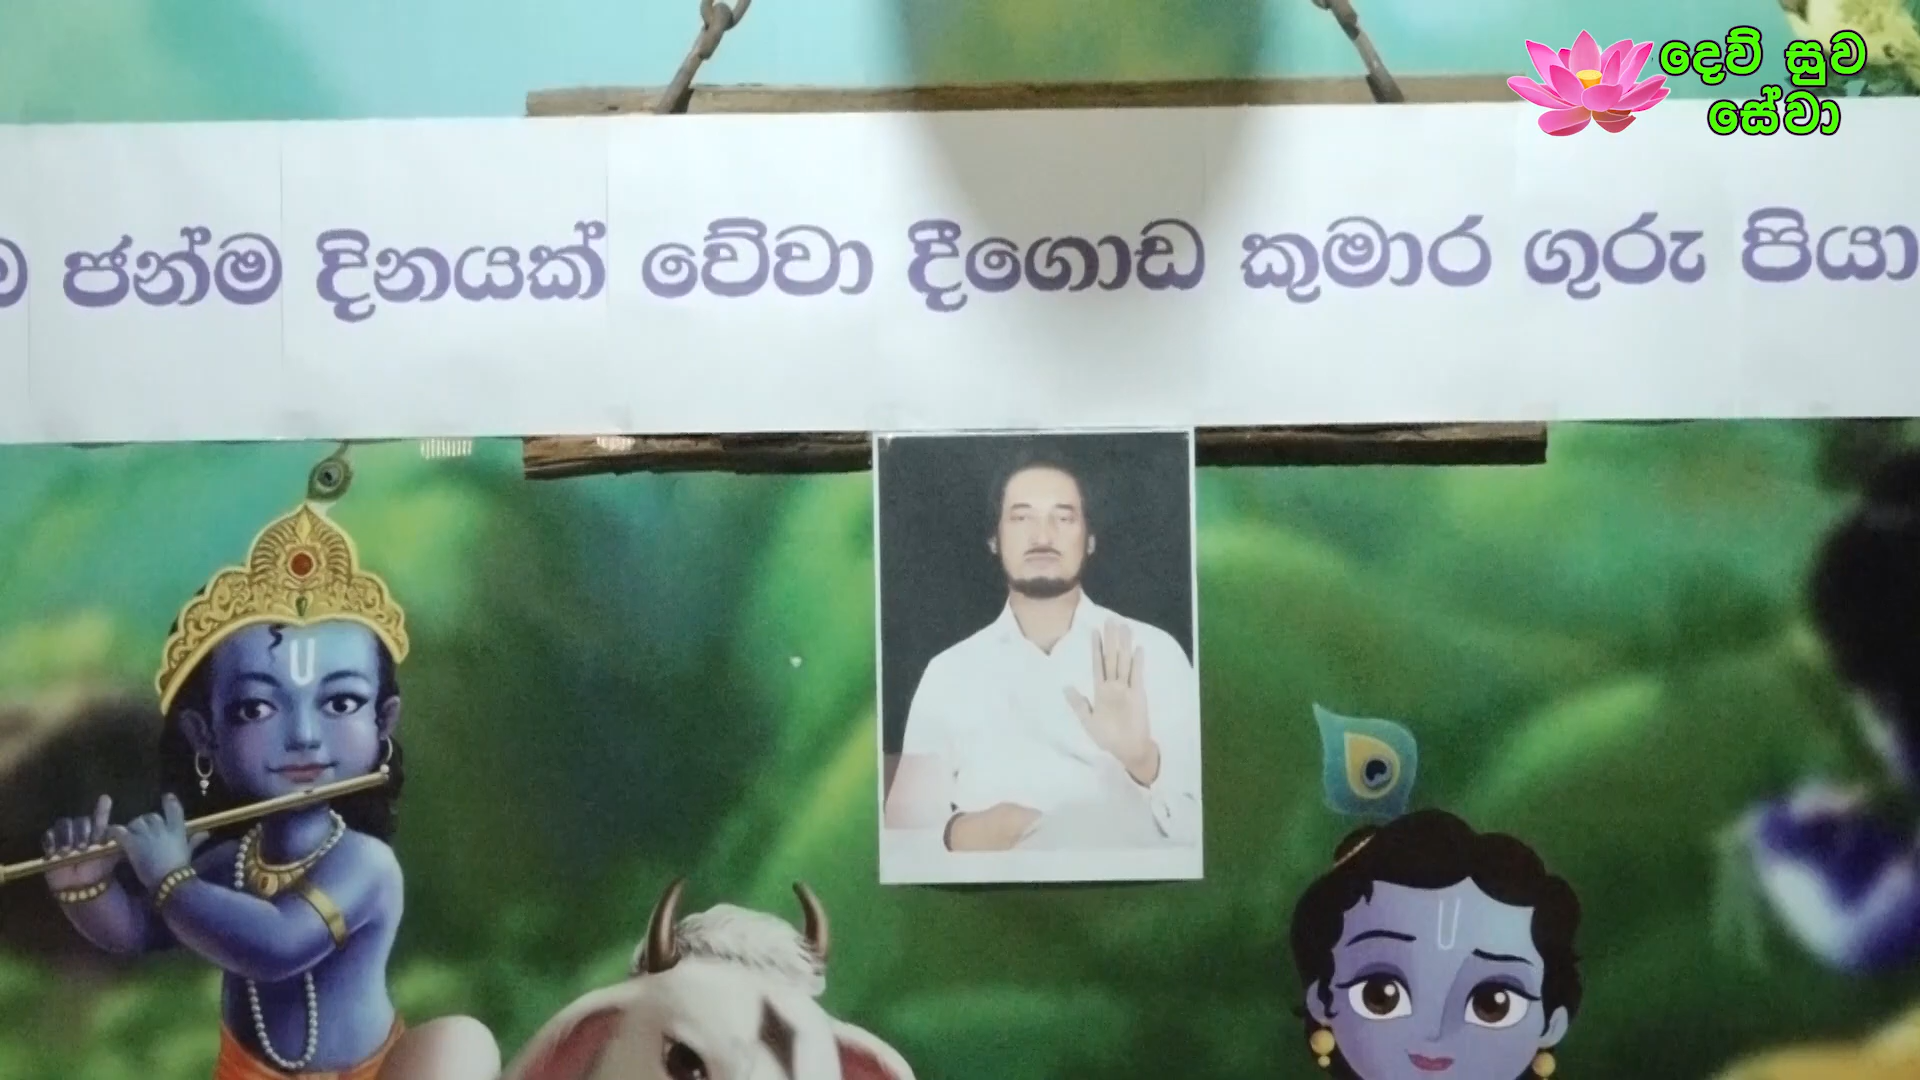 දෙව් සුව
සේවා
ජන්ම දිනයක් වේවා දීගොඩ කුමාර ගුරු පියා